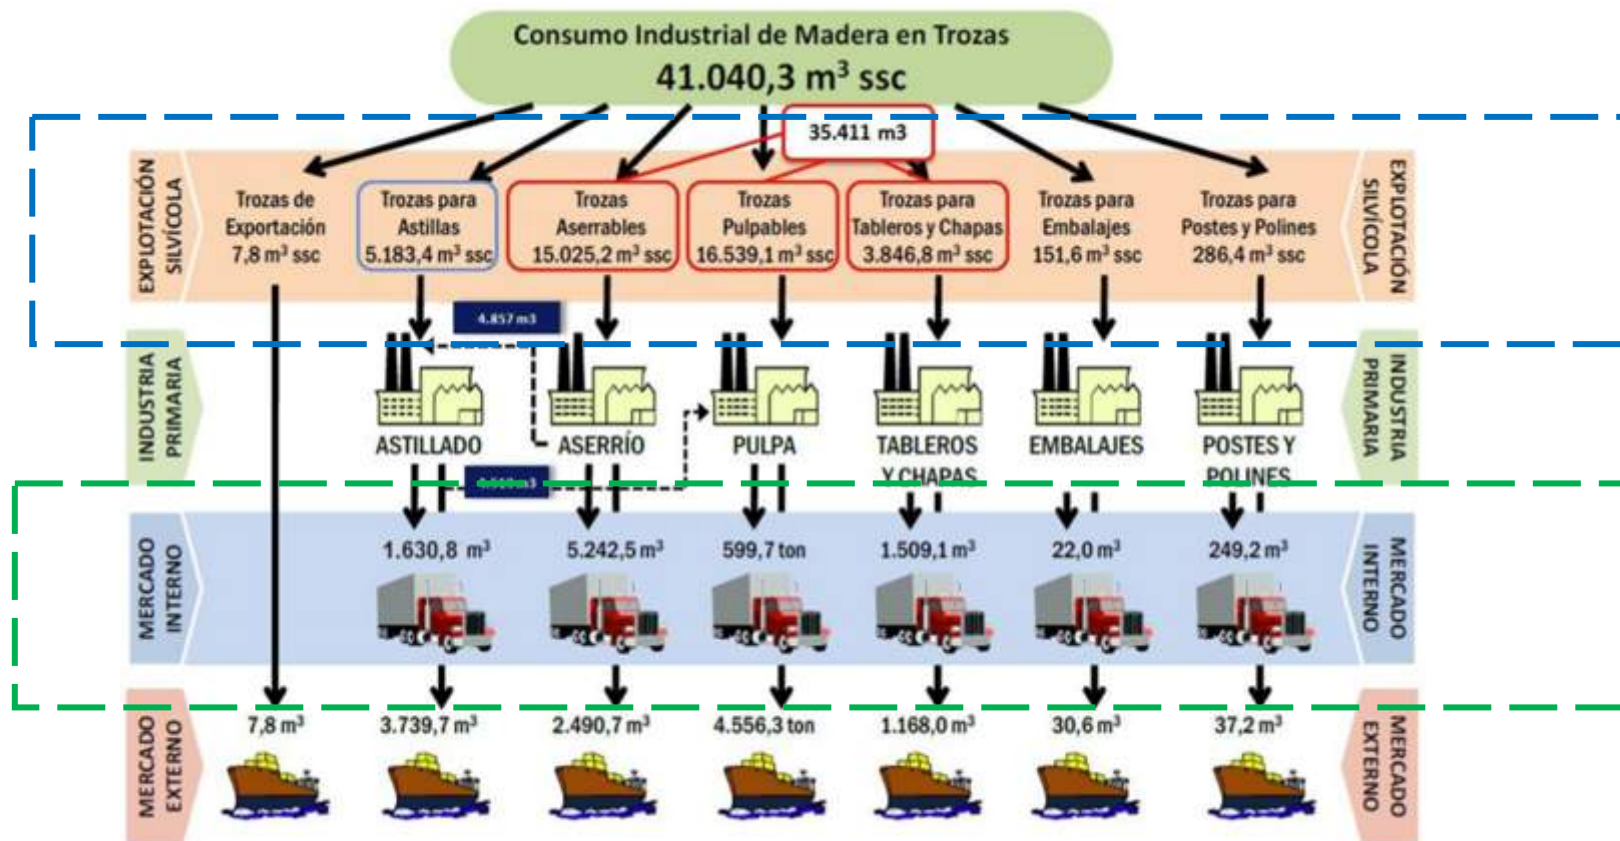 Consumo Industrial de Madera en Trozas
41.040,3 m³ ssc
35.411 m3
EXPLOTACIÓN
SILVÍCOLA
Trozas de
Exportación
7,8 m³ ssc
Trozas para
Astillas
5.183,4 m³ ssc
Trozas
Aserrables
15.025,2 m³ ssc
Trozas
Pulpables
16.539,1 m³ ssc
Trozas para
Tableros y Chapas
3.846,8 m³ ssc
Trozas para
Embalajes
151,6 m³ ssc
Trozas para
Postes y Polines
286,4 m³ ssc
EXPLOTACIÓN
SILVÍCOLA
4.857 m3
INDUSTRIA
PRIMARIA
ASTILLADO
ASERRÍO
PULPA
TABLEROS
Y CHAPAS
EMBALAJES
POSTES Y
POLINES
INDUSTRIA
PRIMARIA
m3
MERCADO
INTERNO
1.630,8 m³
5.242,5 m³
599,7 ton
1.509,1 m³
22,0 m³
249,2 m³
MERCADO
INTERNO
MERCADO
EXTERNO
7,8 m³
3.739,7 m³
2.490,7 m³
4.556,3 ton
1.168,0 m³
30,6 m³
37,2 m³
MERCADO
EXTERNO